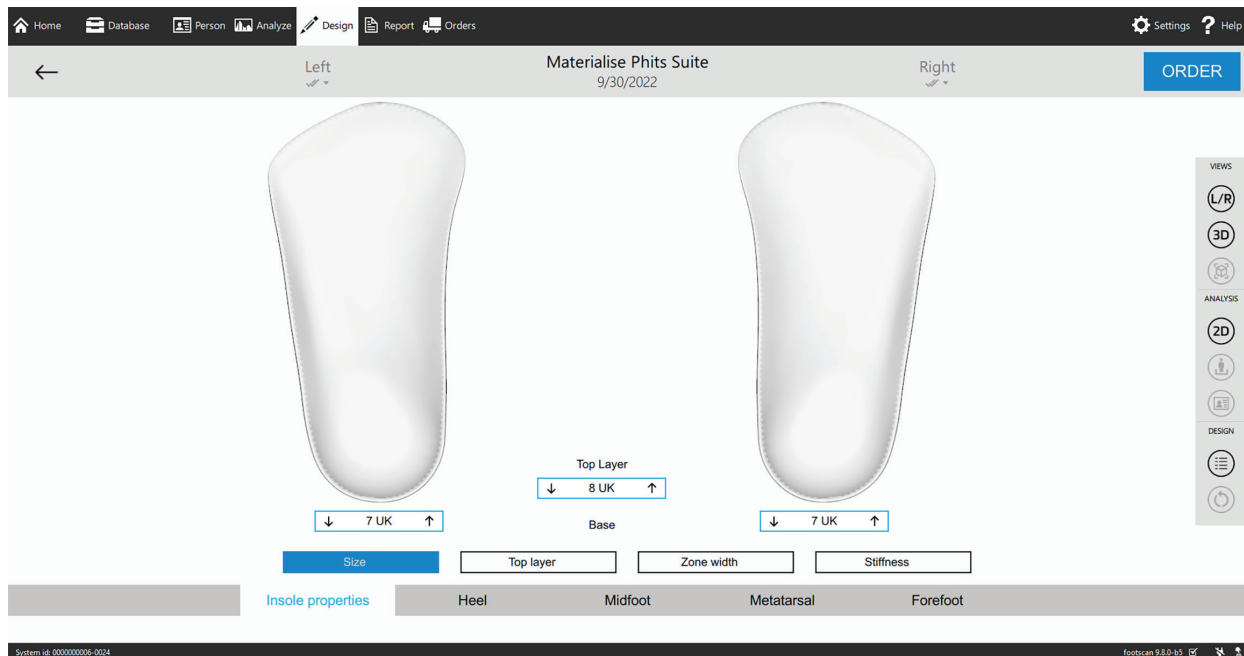 Home Database Person Analyze Design Report Orders Settings ? Help
Left Materialise Phits Suite Right ORDER
9/30/2022
VIEWS
L/R
3D
ANALYSIS
2D
DESIGN
Top Layer
8 UK
7 UK Base 7 UK
Size Top layer Zone width Stiffness
Insole properties Heel Midfoot Metatarsal Forefoot
System id: 0000000006-0024 footscan 9.8.0-b5